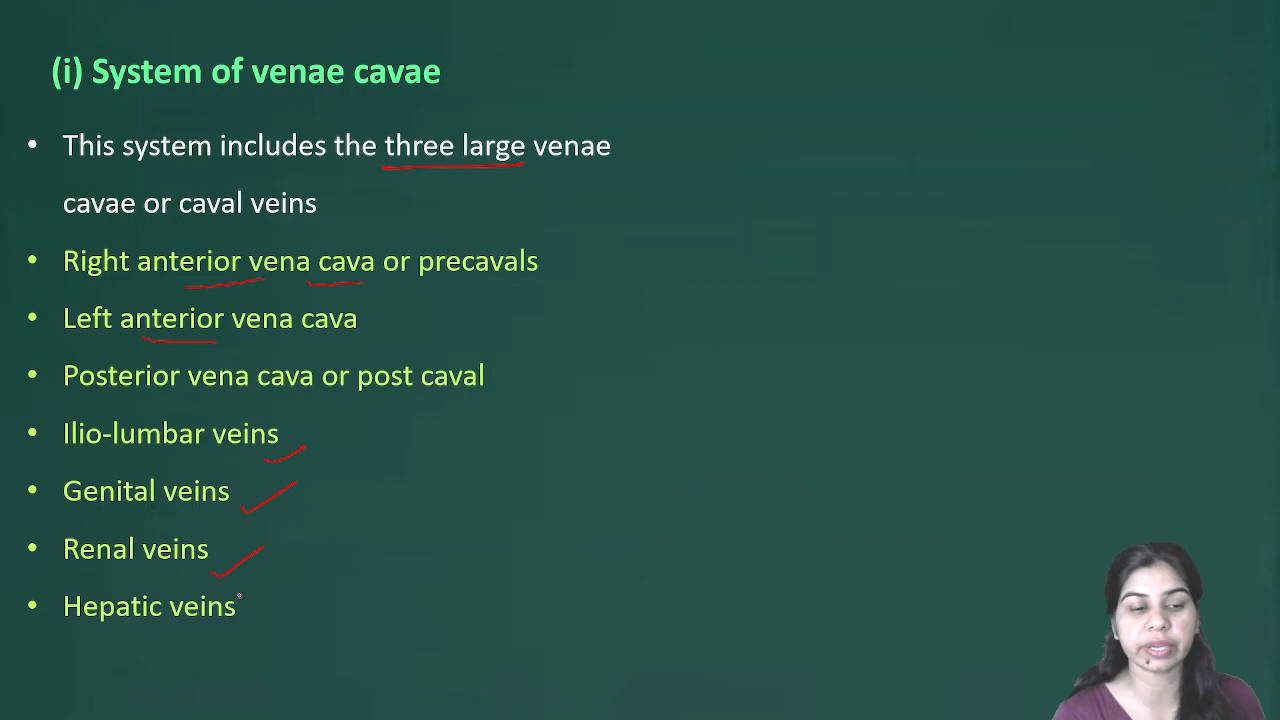 (i) System of venae cavae
• This system includes the three large venae
cavae or caval veins
• Right anterior vena cava or precavals
• Left anterior vena cava
• Posterior vena cava or post caval
• Ilio-lumbar veins
• Genital veins
• Renal veins
• Hepatic veins